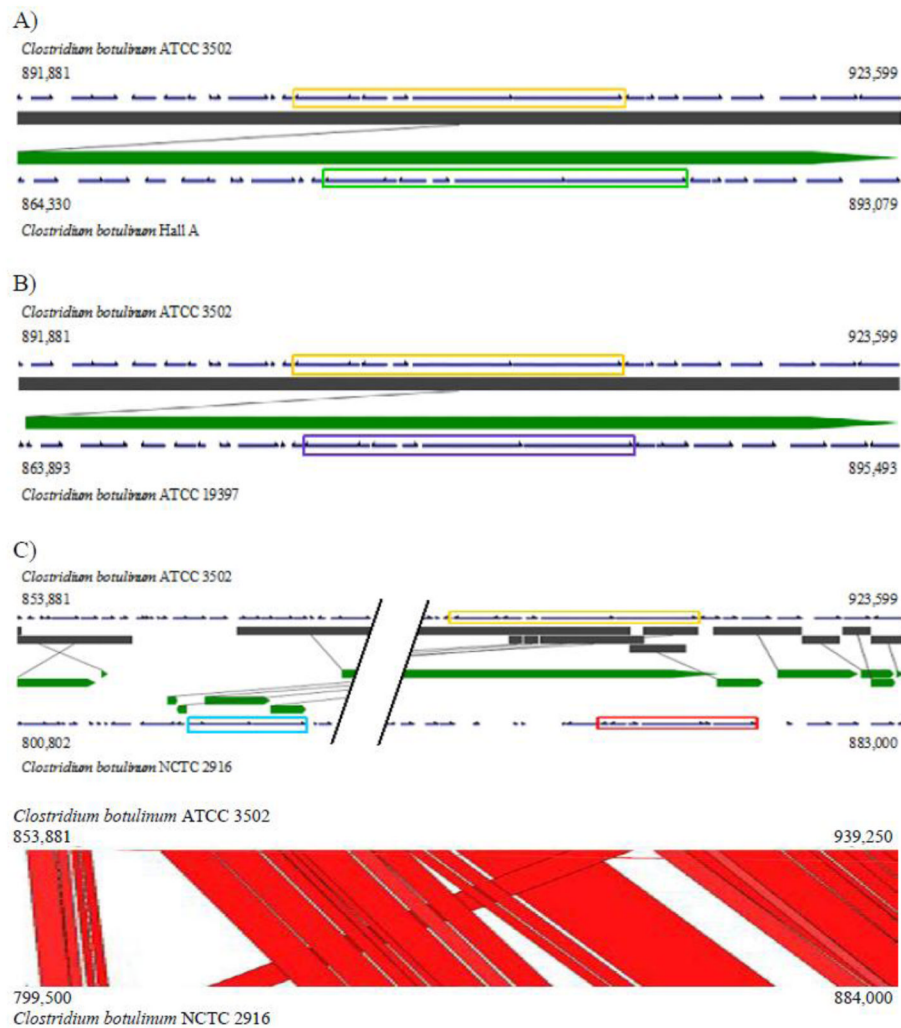 A)
Clostridium botulinum ATCC 3502
891,881 923,599
864,330 893,079
Clostridium botulinum Hall A
B)
Clostridium botulinum ATCC 3502
891,881 923,599
863,893 895,493
Clostridium botulinum ATCC 19397
C)
Clostridium botulinum ATCC 3502
853,881 923,599
800,802 883,000
Clostridium botulinum NCTC 2916
Clostridium botulinum ATCC 3502
853,881 939,250
799,500 884,000
Clostridium botulinum NCTC 2916